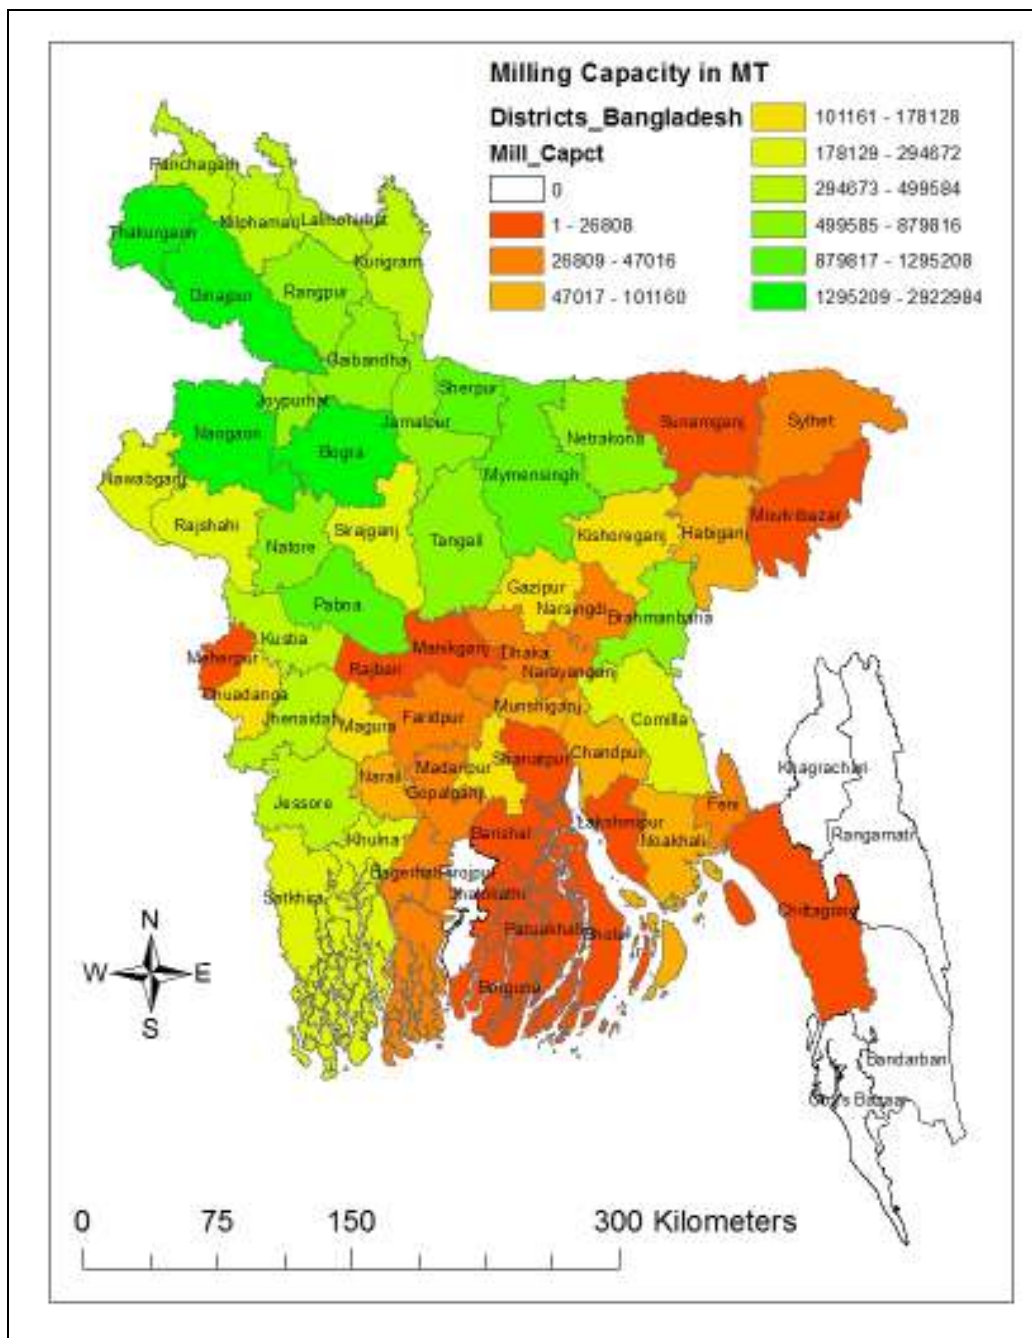 Milling Capacity in MT
Districts_Bangladesh
Mill_Capct
0
1 - 26808
26809 - 47016
47017 - 101160
101161 - 178128
178129 - 294672
294673 - 499584
499585 - 879816
879817 - 1295208
1295209 - 2922984
Panchagarh
Nilphamari
Lalmonirhat
Thakurgaon
Kurigram
Dinajpur
Rangpur
Gaibandha
Joypurhat
Sherpur
Jamalpur
Sunamganj
Sylhet
Naogaon
Netrakona
Bogra
Mymensingh
Nawabganj
Moulvibazar
Rajshahi
Sirajganj
Kishoreganj
Habiganj
Natore
Tangail
Gazipur
Pabna
Narsingdi
Brahmanbaria
Kustia
Meherpur
Manikganj
Dhaka
Rajbari
Narayanganj
Chuadanga
Munshiganj
Jhenaidah
Magura
Faridpur
Comilla
Shariatpur
Chandpur
Narail
Madaripur
Khagrachari
Gopalganj
Jessore
Feni
Lakshmipur
Khulna
Barishal
Noakhali
Rangamati
Bagerhat
Pirojpur
Jhalokathi
Satkhira
Chittagong
Patuakhali
Bhola
Borguna
Bandarban
Cox's Bazaar
N
W
E
S
0
75
150
300 Kilometers